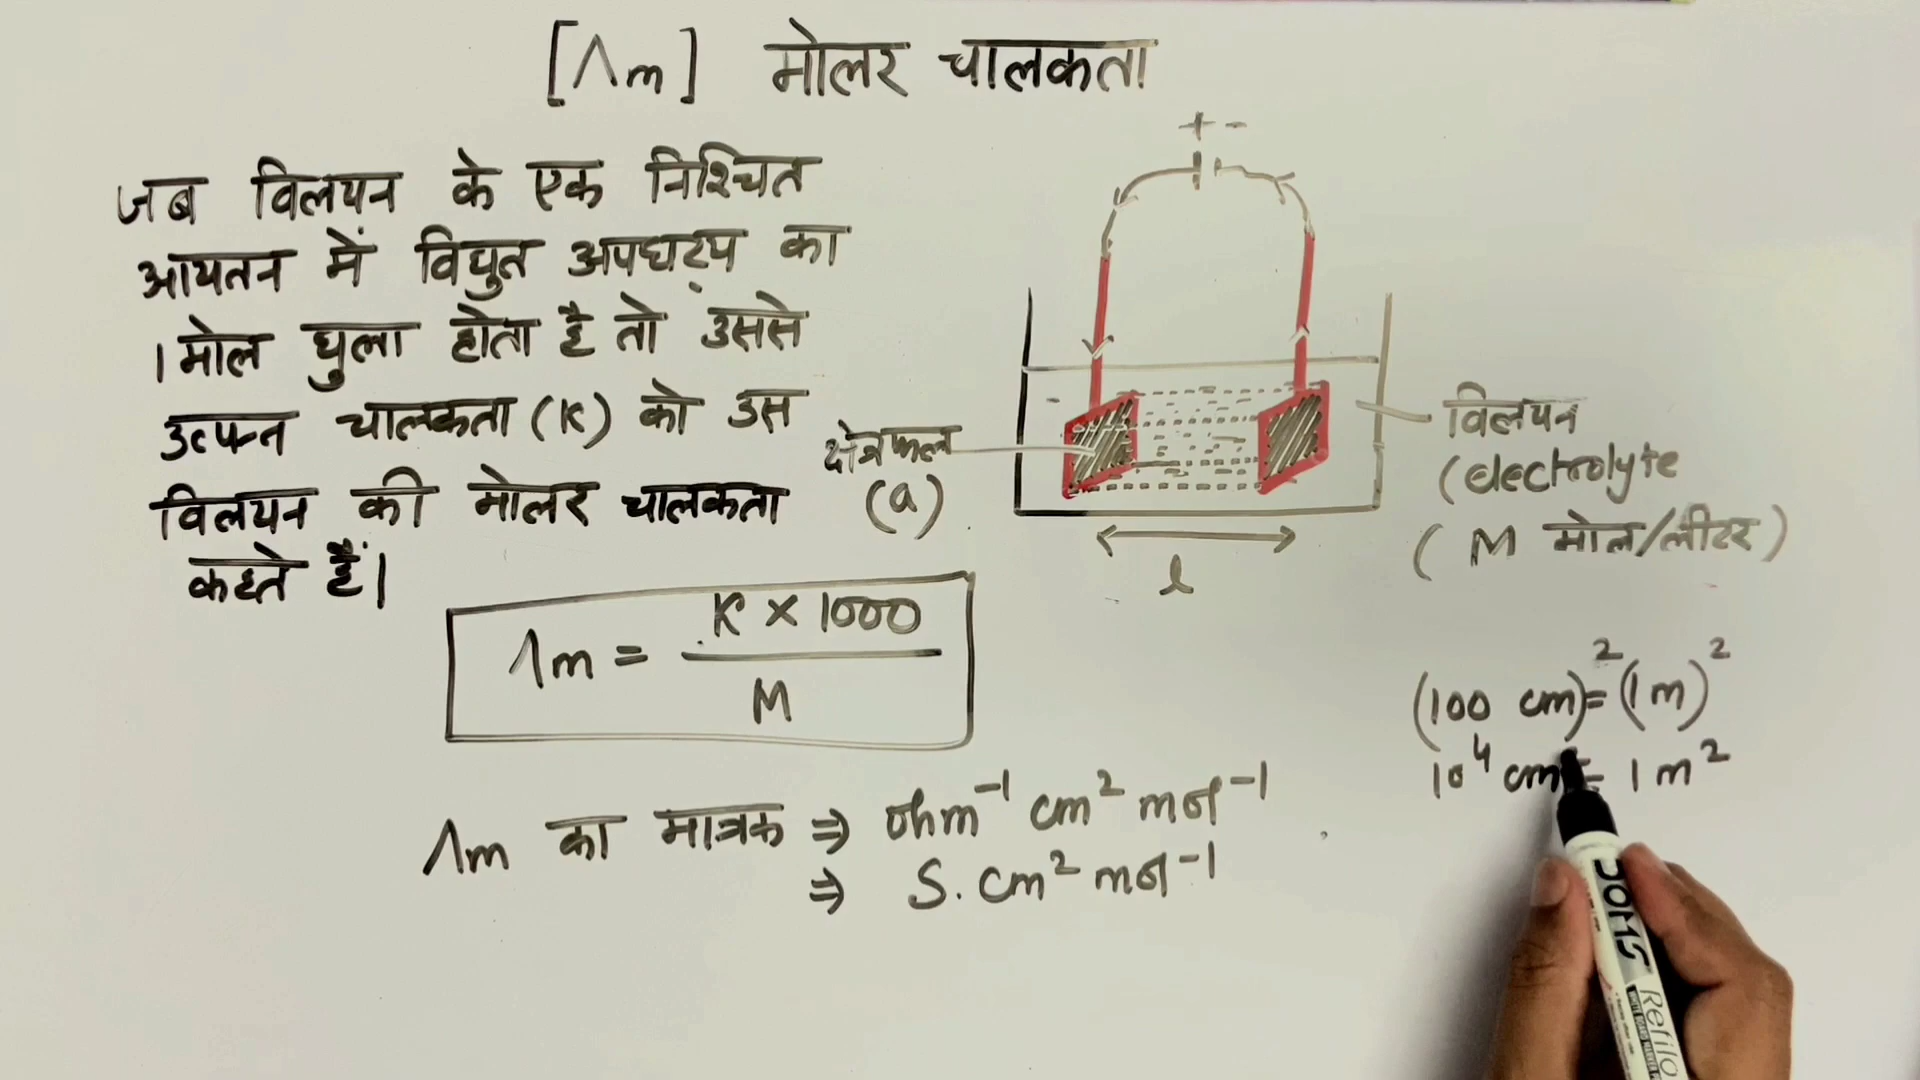 [Λm] मोलर चालकता
जब विलयन के एक निश्चित
आयतन में विद्युत अपघट्य का
1 मोल घुला होता है तो उससे
उत्पन्न चालकता (K) को उस
विलयन की मोलर चालकता
कहते हैं।
+ -
क्षेत्रफल
(a)
l
विलयन
(electrolyte
( M मोल/लीटर)
Λm = K × 1000 / M
(100 cm)² = (1 m)²
10⁴ cm = 1 m²
Λm का मात्रक ⇒ ohm⁻¹ cm² mol⁻¹
⇒ S. cm² mol⁻¹
DOMS
Refilo